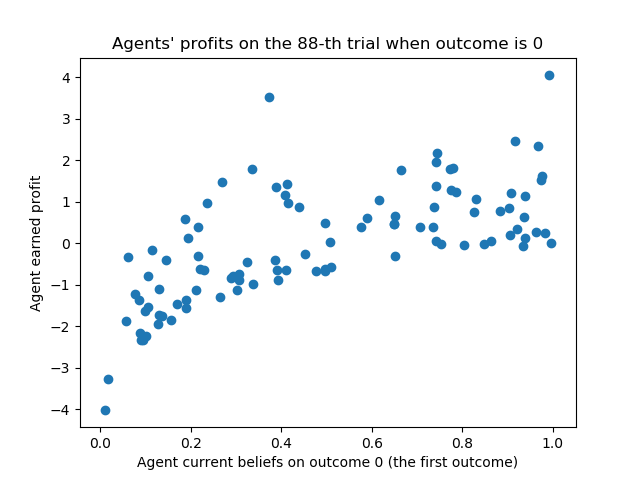 Agents' profits on the 88-th trial when outcome is 0
4
3
2
1
0
−1
−2
−3
−4
Agent earned profit
0.0 0.2 0.4 0.6 0.8 1.0
Agent current beliefs on outcome 0 (the first outcome)